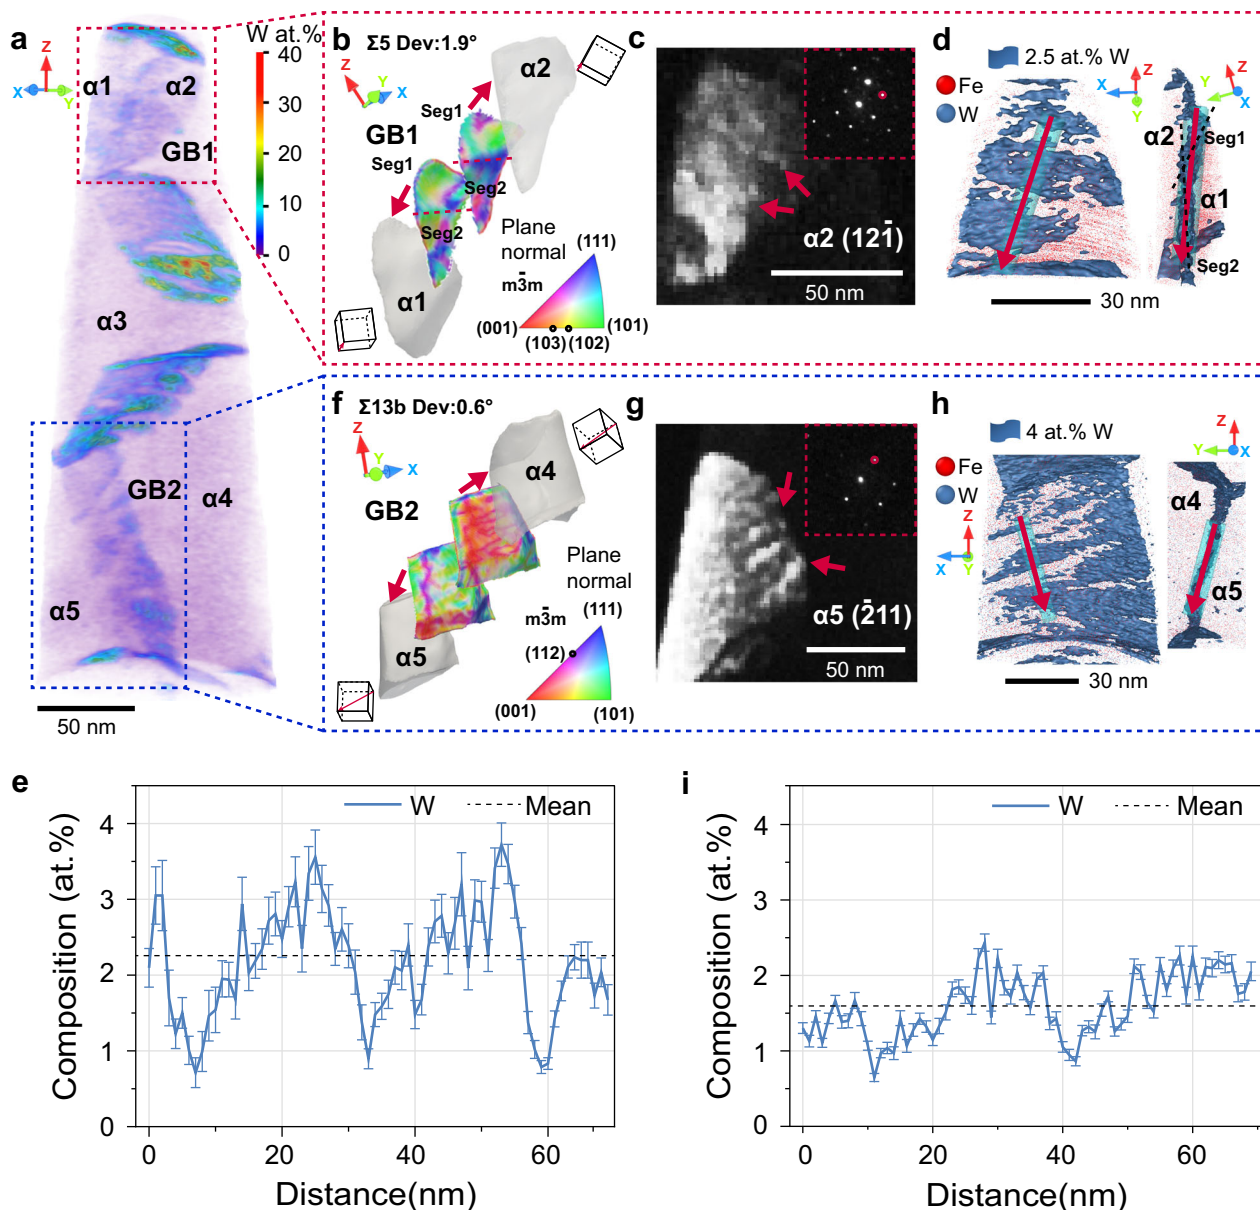 a
W at.%
40
30
20
10
0
Z
X
Y
α1
α2
GB1
α3
GB2
α4
α5
50 nm
b
Σ5 Dev:1.9°
Z
Y
X
α2
Seg1
GB1
Seg1
Seg2
Seg2
α1
Plane
normal
m3̄m
(111)
(001)
(101)
(103)
(102)
c
α2 (121̄)
50 nm
d
2.5 at.% W
Fe
W
X
Z
Y
Z
Y
X
α2
Seg1
α1
Seg2
30 nm
f
Σ13b Dev:0.6°
Z
Y
X
α4
GB2
α5
Plane
normal
(111)
m3̄m
(112)
(001)
(101)
g
α5 (2̄11)
50 nm
h
4 at.% W
Fe
W
Z
X
Y
Z
Y
X
α4
α5
30 nm
e
W
Mean
Composition (at.%)
4
3
2
1
0
0
20
40
60
Distance(nm)
i
W
Mean
Composition (at.%)
4
3
2
1
0
0
20
40
60
Distance(nm)